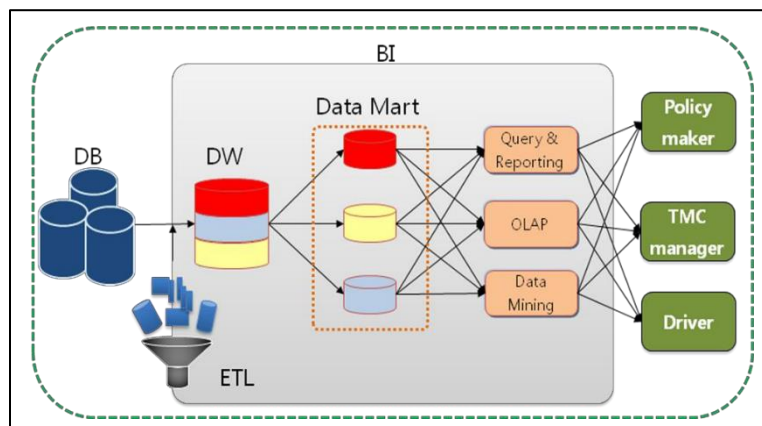 BI
Data Mart
DB
DW
Query &
Reporting
OLAP
Data
Mining
Policy
maker
TMC
manager
Driver
ETL